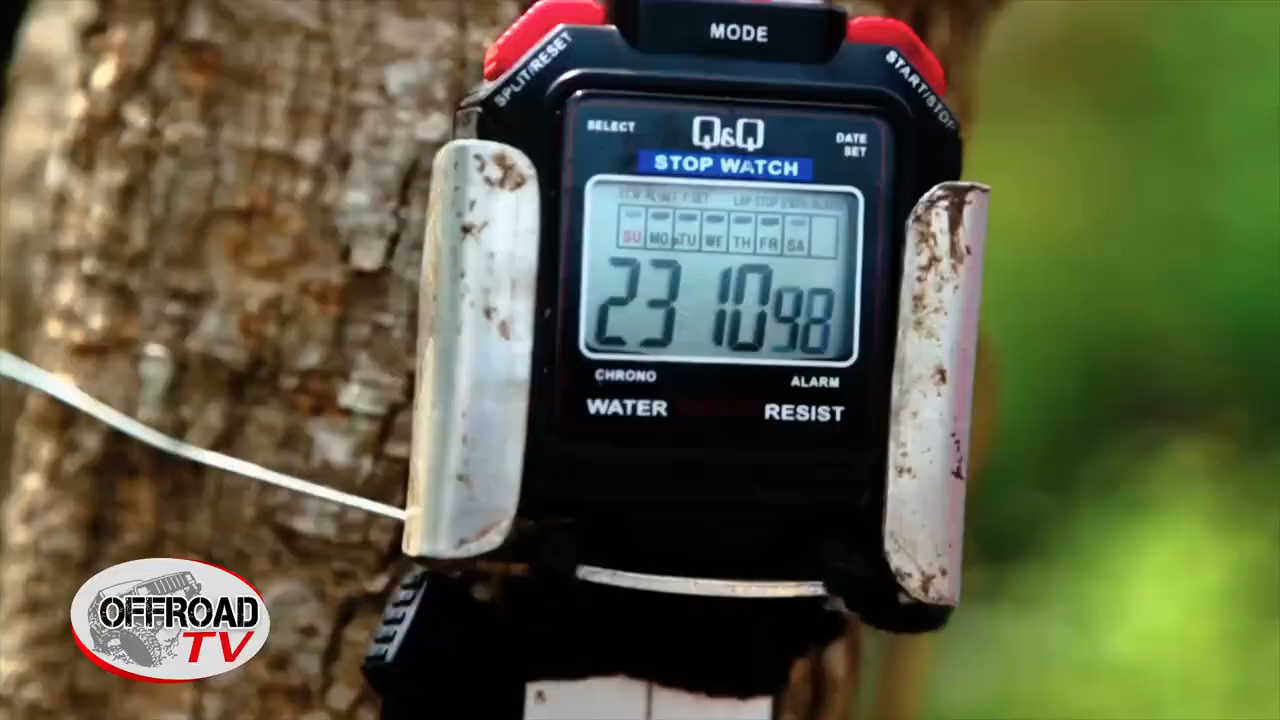 MODE
SPLIT/RESET
START/STOP
SELECT
Q&Q
DATE
SET
STOP WATCH
SU MO TU WE TH FR SA
23 10 98
CHRONO
ALARM
WATER RESIST
OFFROAD
TV